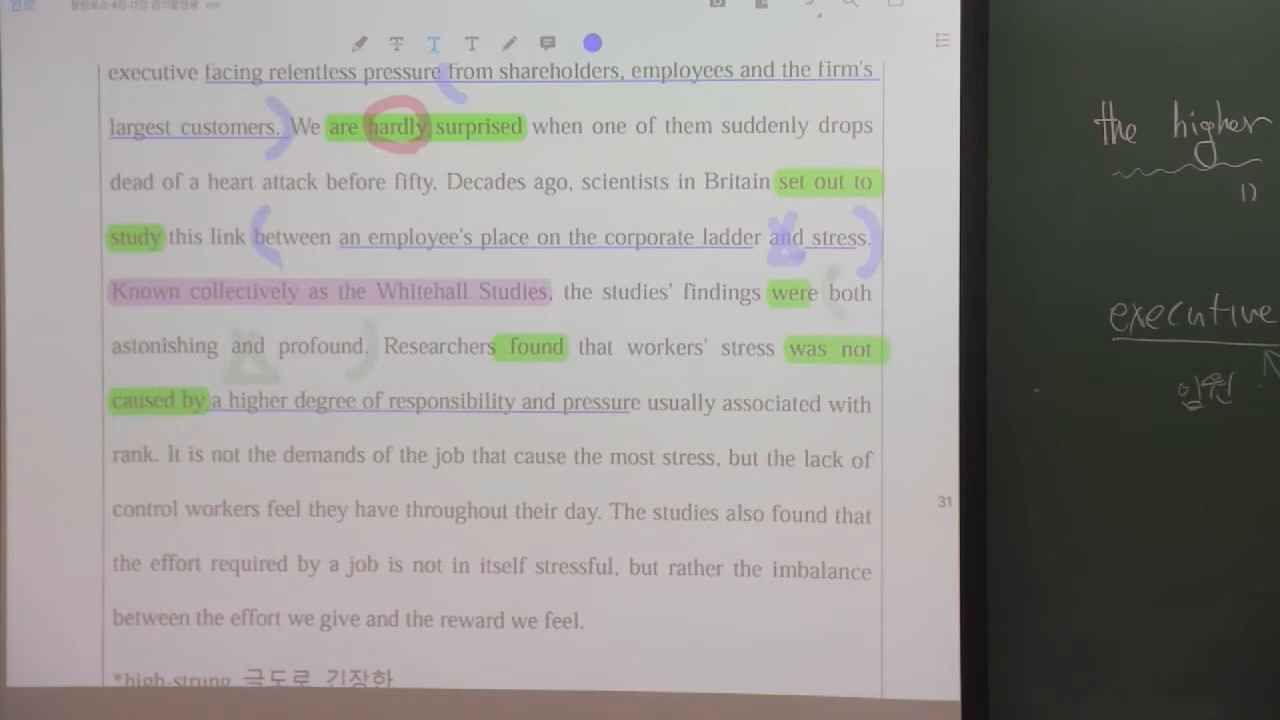 완료
executive facing relentless pressure from shareholders, employees and the firm's
largest customers. We are hardly surprised when one of them suddenly drops
dead of a heart attack before fifty. Decades ago, scientists in Britain set out to
study this link between an employee's place on the corporate ladder and stress.
Known collectively as the Whitehall Studies, the studies' findings were both
astonishing and profound. Researchers found that workers' stress was not
caused by a higher degree of responsibility and pressure usually associated with
rank. It is not the demands of the job that cause the most stress, but the lack of
control workers feel they have throughout their day. The studies also found that
the effort required by a job is not in itself stressful, but rather the imbalance
between the effort we give and the reward we feel.
*high-strung 극도로 긴장한
31
the higher
1)
executive
임원